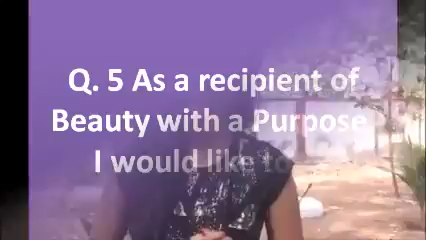 Q. 5 As a recipient of
Beauty with a Purpose
I would like to